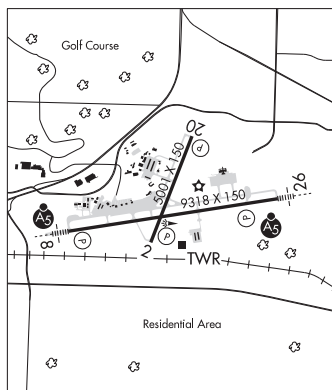 Golf Course
20
P
5001 X 150
9318 X 150
26
A5
P
A5
8
P
P
2
TWR
Residential Area